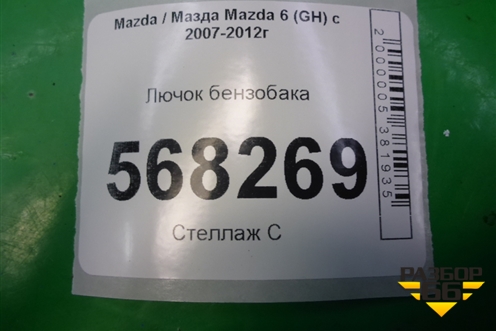 Mazda / Мазда Mazda 6 (GH) с
2007-2012г
Лючок бензобака
568269
Стеллаж С
2000005381935
РАЗБОР
66